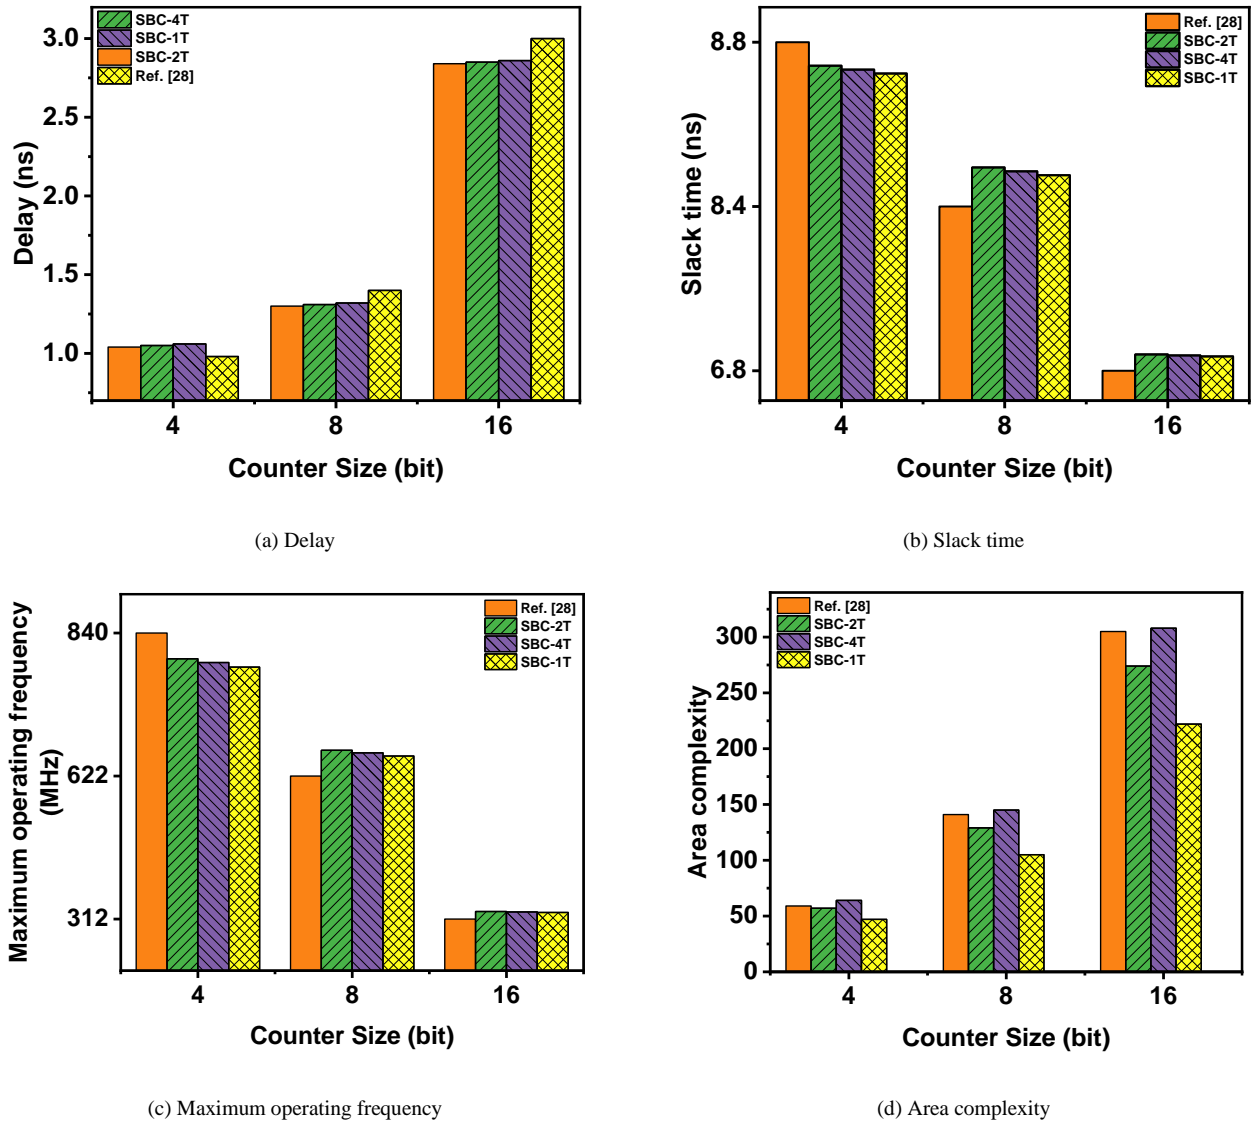 SBC-4T
SBC-1T
SBC-2T
Ref. [28]
3.0
2.5
2.0
1.5
1.0
Delay (ns)
4
8
16
Counter Size (bit)
(a) Delay
Ref. [28]
SBC-2T
SBC-4T
SBC-1T
8.8
8.4
6.8
Slack time (ns)
4
8
16
Counter Size (bit)
(b) Slack time
Ref. [28]
SBC-2T
SBC-4T
SBC-1T
840
622
312
Maximum operating frequency
(MHz)
4
8
16
Counter Size (bit)
(c) Maximum operating frequency
Ref. [28]
SBC-2T
SBC-4T
SBC-1T
300
250
200
150
100
50
0
Area complexity
4
8
16
Counter Size (bit)
(d) Area complexity